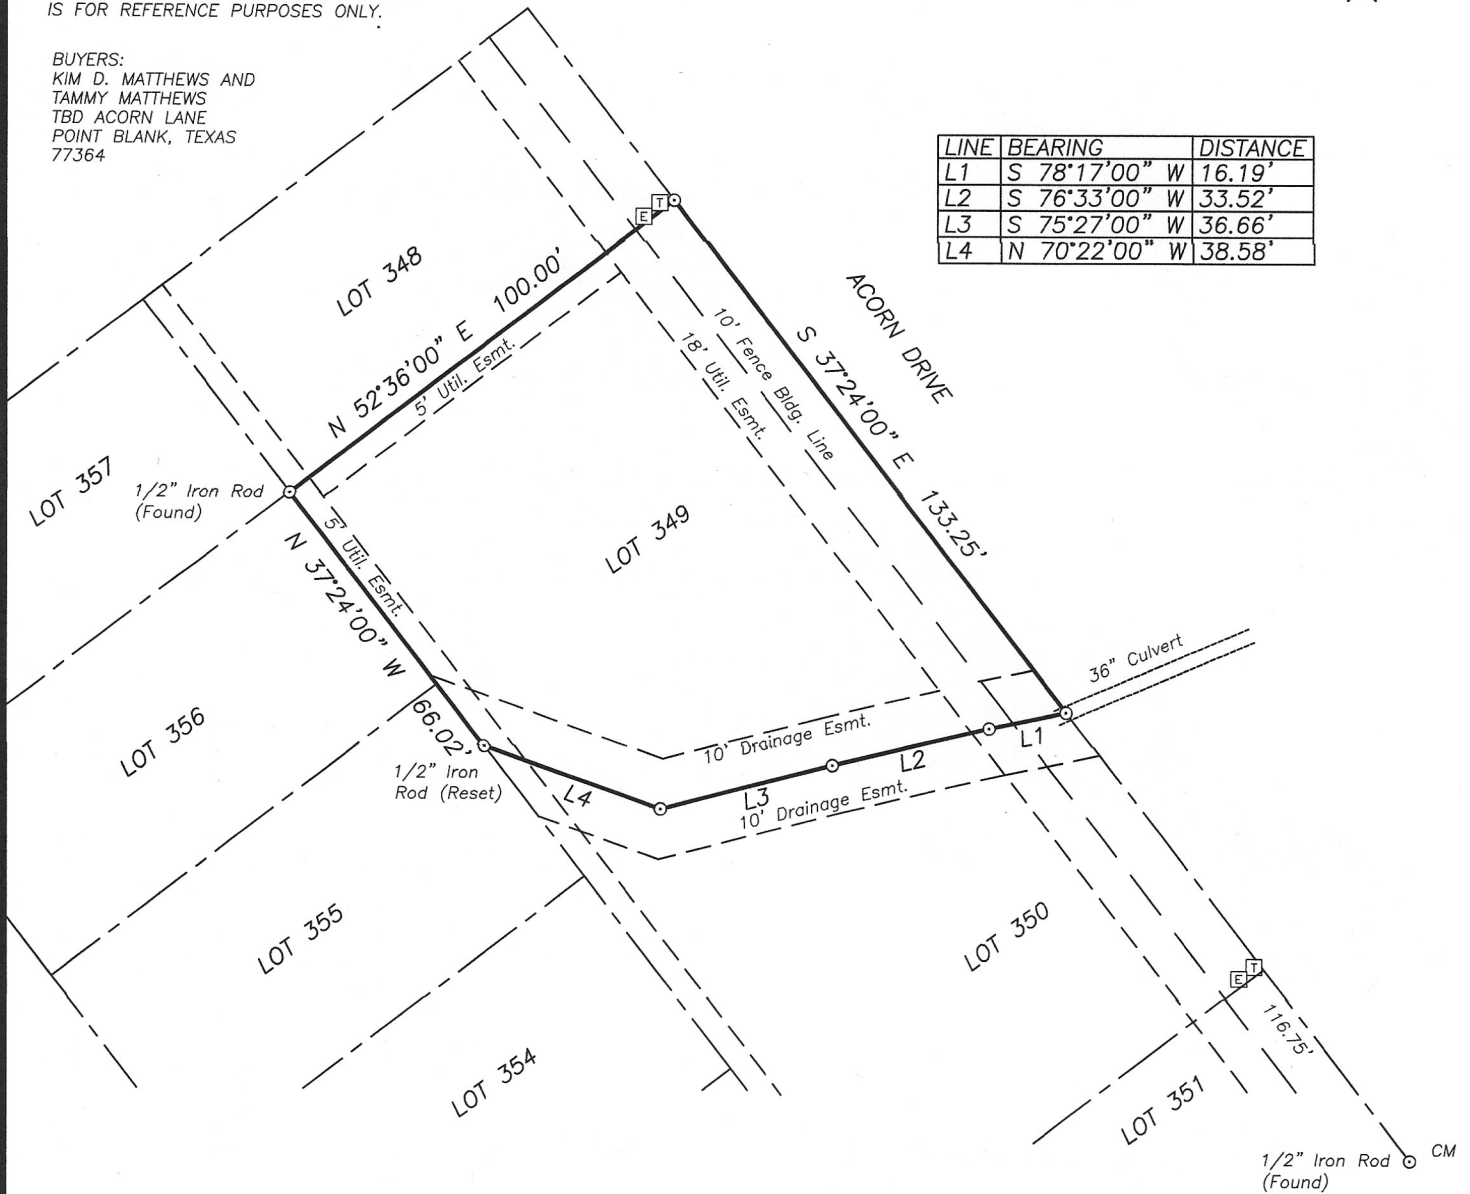 IS FOR REFERENCE PURPOSES ONLY.
BUYERS:
KIM D. MATTHEWS AND
TAMMY MATTHEWS
TBD ACORN LANE
POINT BLANK, TEXAS
77364
LINE BEARING DISTANCE
L1 S 78°17'00" W 16.19'
L2 S 76°33'00" W 33.52'
L3 S 75°27'00" W 36.66'
L4 N 70°22'00" W 38.58'
E T
LOT 348
N 52°36'00" E 100.00'
5' Util. Esmt.
ACORN DRIVE
10' Fence Bldg. Line
18' Util. Esmt.
S 37°24'00" E 133.25'
LOT 357
1/2" Iron Rod
(Found)
5' Util. Esmt.
N 37°24'00" W 66.02'
LOT 349
36" Culvert
LOT 356
1/2" Iron
Rod (Reset)
10' Drainage Esmt.
L1
L2
L3
L4
10' Drainage Esmt.
LOT 355
LOT 350
E T
116.75'
LOT 354
LOT 351
1/2" Iron Rod
(Found)
CM